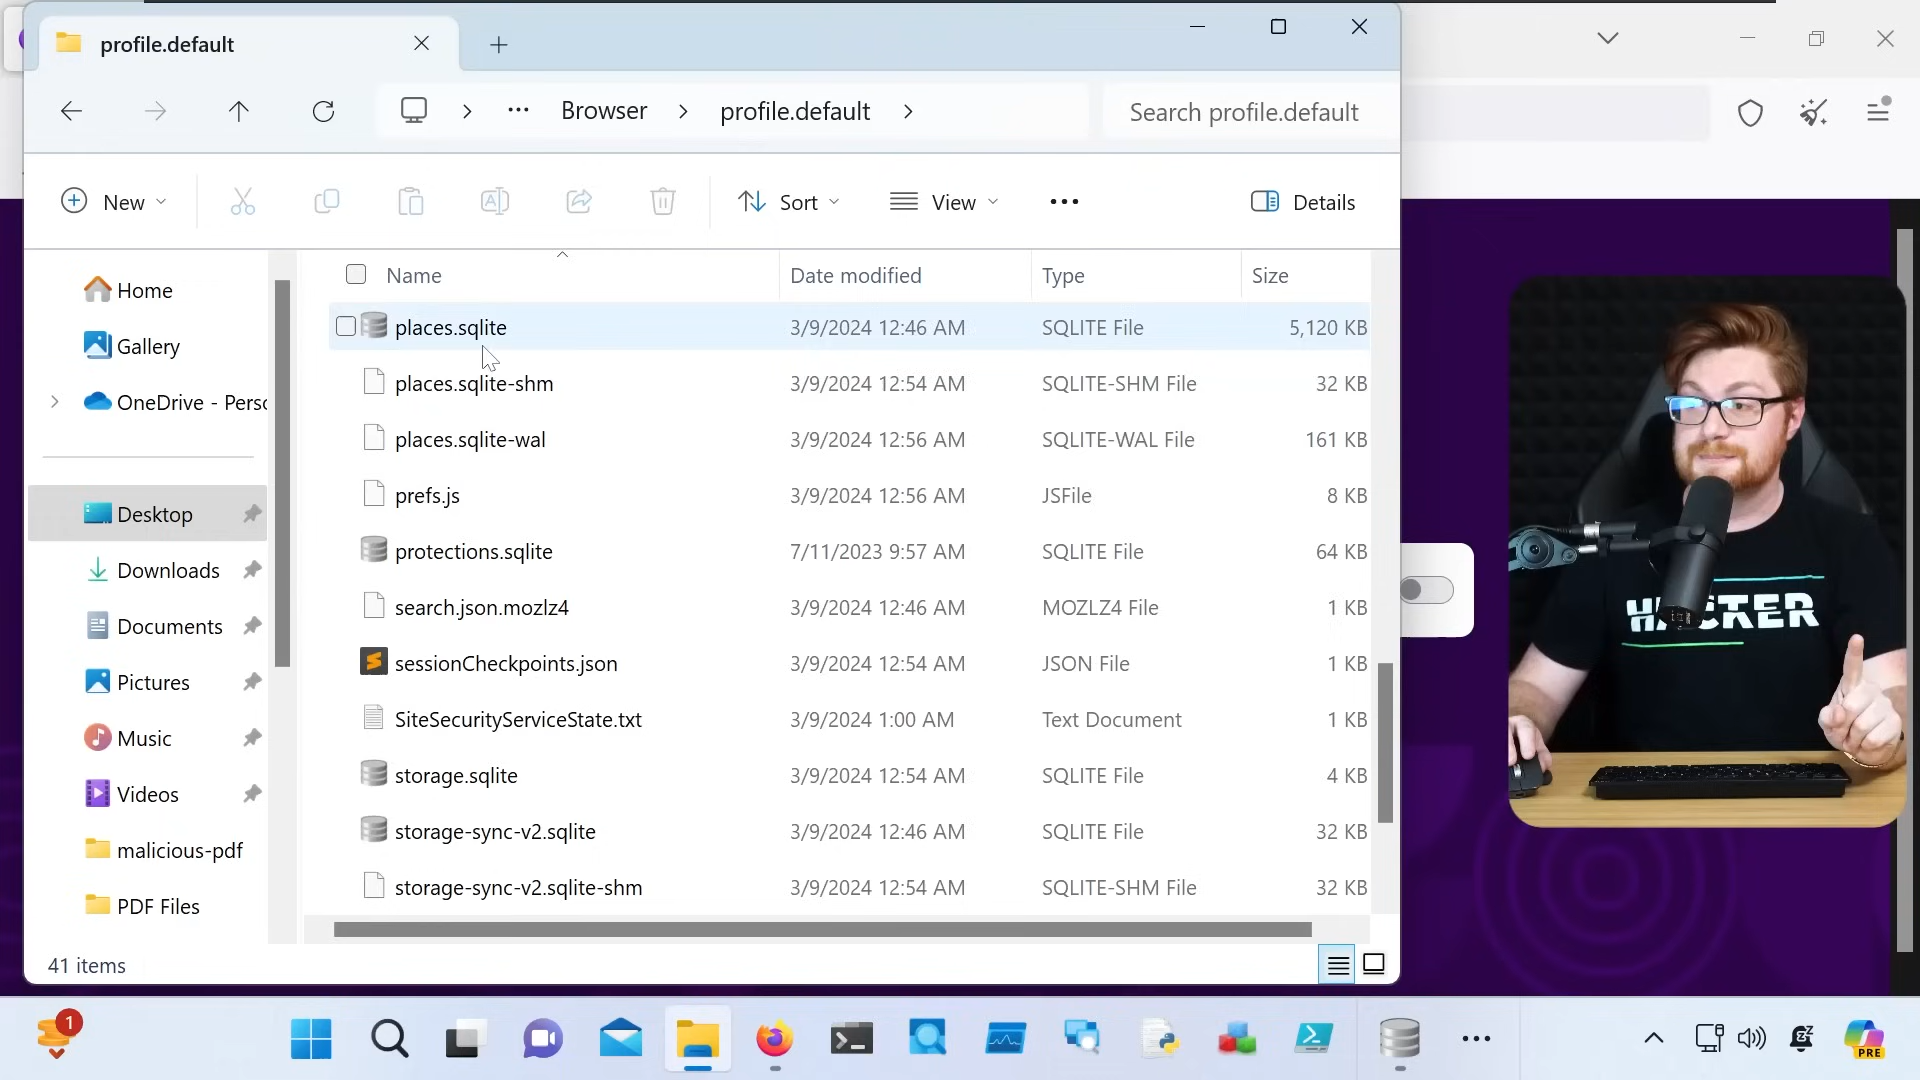 profile.default
Browser
profile.default
Search profile.default
New
Sort
View
Details
Name
Date modified
Type
Size
Home
Gallery
OneDrive - Perso
Desktop
Downloads
Documents
Pictures
Music
Videos
malicious-pdf
PDF Files
places.sqlite 3/9/2024 12:46 AM SQLITE File 5,120 KB
places.sqlite-shm 3/9/2024 12:54 AM SQLITE-SHM File 32 KB
places.sqlite-wal 3/9/2024 12:56 AM SQLITE-WAL File 161 KB
prefs.js 3/9/2024 12:56 AM JSFile 8 KB
protections.sqlite 7/11/2023 9:57 AM SQLITE File 64 KB
search.json.mozlz4 3/9/2024 12:46 AM MOZLZ4 File 1 KB
sessionCheckpoints.json 3/9/2024 12:54 AM JSON File 1 KB
SiteSecurityServiceState.txt 3/9/2024 1:00 AM Text Document 1 KB
storage.sqlite 3/9/2024 12:54 AM SQLITE File 4 KB
storage-sync-v2.sqlite 3/9/2024 12:46 AM SQLITE File 32 KB
storage-sync-v2.sqlite-shm 3/9/2024 12:54 AM SQLITE-SHM File 32 KB
41 items
HACKER
1
PRE